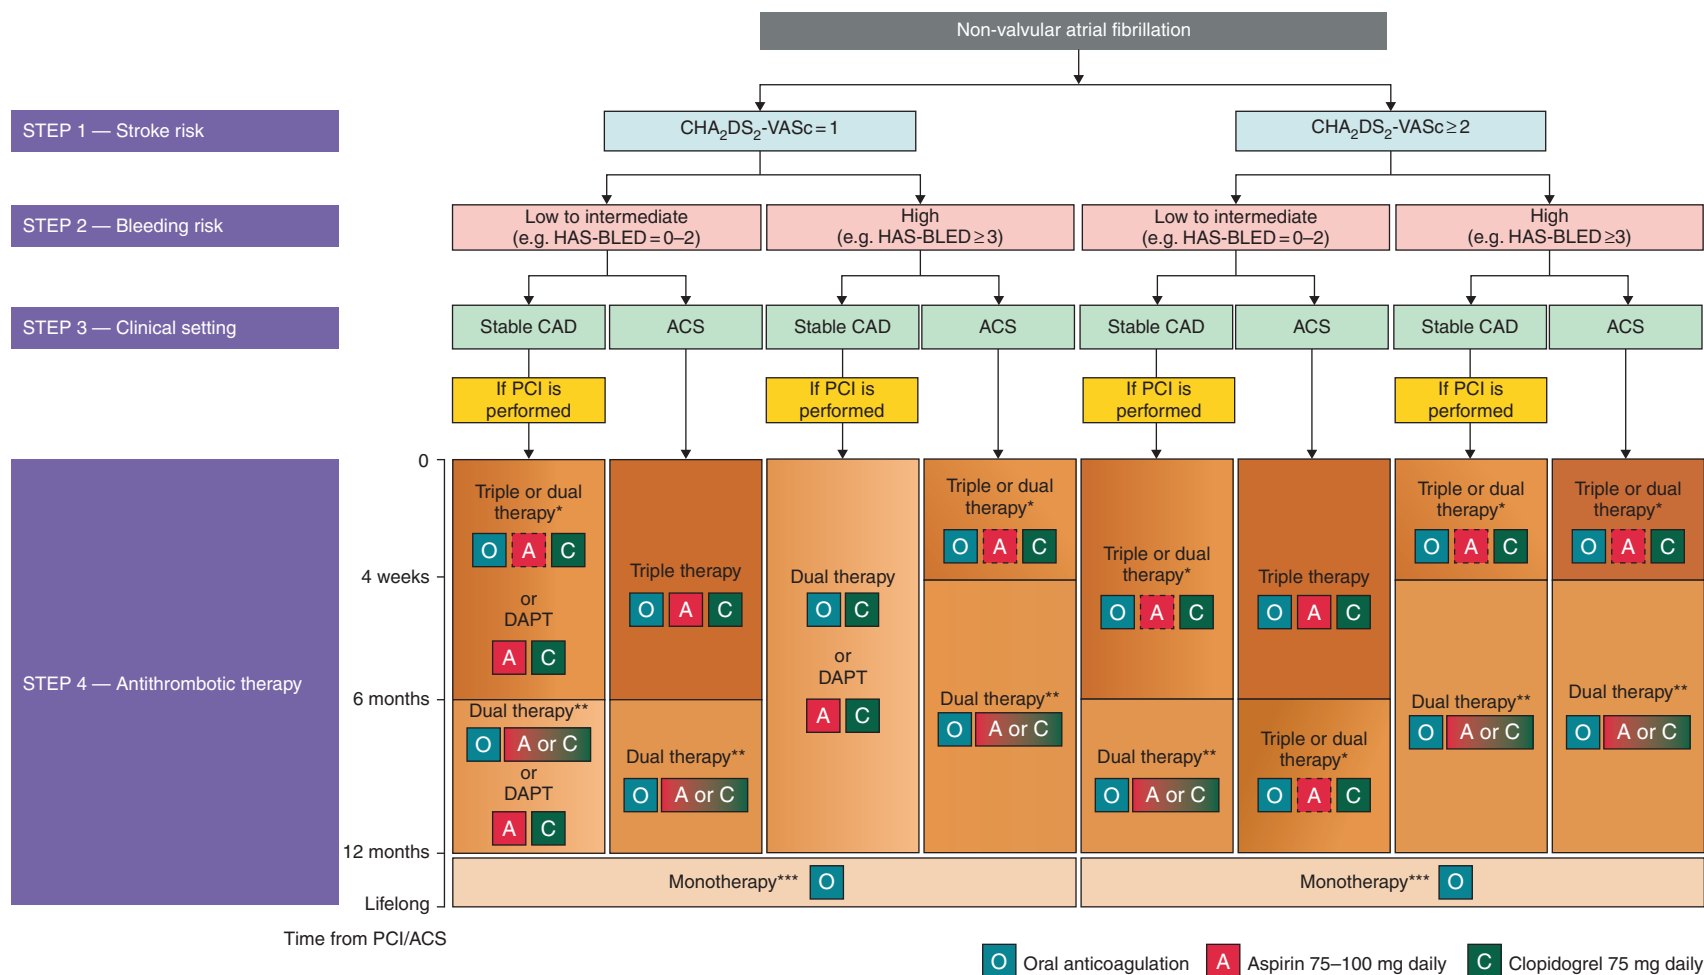 Non-valvular atrial fibrillation
STEP 1 — Stroke risk
CHA2DS2-VASc = 1
CHA2DS2-VASc ≥ 2
STEP 2 — Bleeding risk
Low to intermediate
(e.g. HAS-BLED = 0–2)
High
(e.g. HAS-BLED ≥ 3)
Low to intermediate
(e.g. HAS-BLED = 0–2)
High
(e.g. HAS-BLED ≥3)
STEP 3 — Clinical setting
Stable CAD
ACS
Stable CAD
ACS
Stable CAD
ACS
Stable CAD
ACS
If PCI is
performed
If PCI is
performed
If PCI is
performed
If PCI is
performed
STEP 4 — Antithrombotic therapy
0
4 weeks
6 months
12 months
Lifelong
Time from PCI/ACS
Triple or dual
therapy*
O A C
or
DAPT
A C
Dual therapy**
O A or C
or
DAPT
A C
Triple therapy
O A C
Dual therapy**
O A or C
Dual therapy
O C
or
DAPT
A C
Triple or dual
therapy*
O A C
Dual therapy**
O A or C
Triple or dual
therapy*
O A C
Dual therapy**
O A or C
Triple therapy
O A C
Triple or dual
therapy*
O A C
Triple or dual
therapy*
O A C
Dual therapy**
O A or C
Triple or dual
therapy*
O A C
Dual therapy**
O A or C
Monotherapy*** O
Monotherapy*** O
O Oral anticoagulation
A Aspirin 75–100 mg daily
C Clopidogrel 75 mg daily